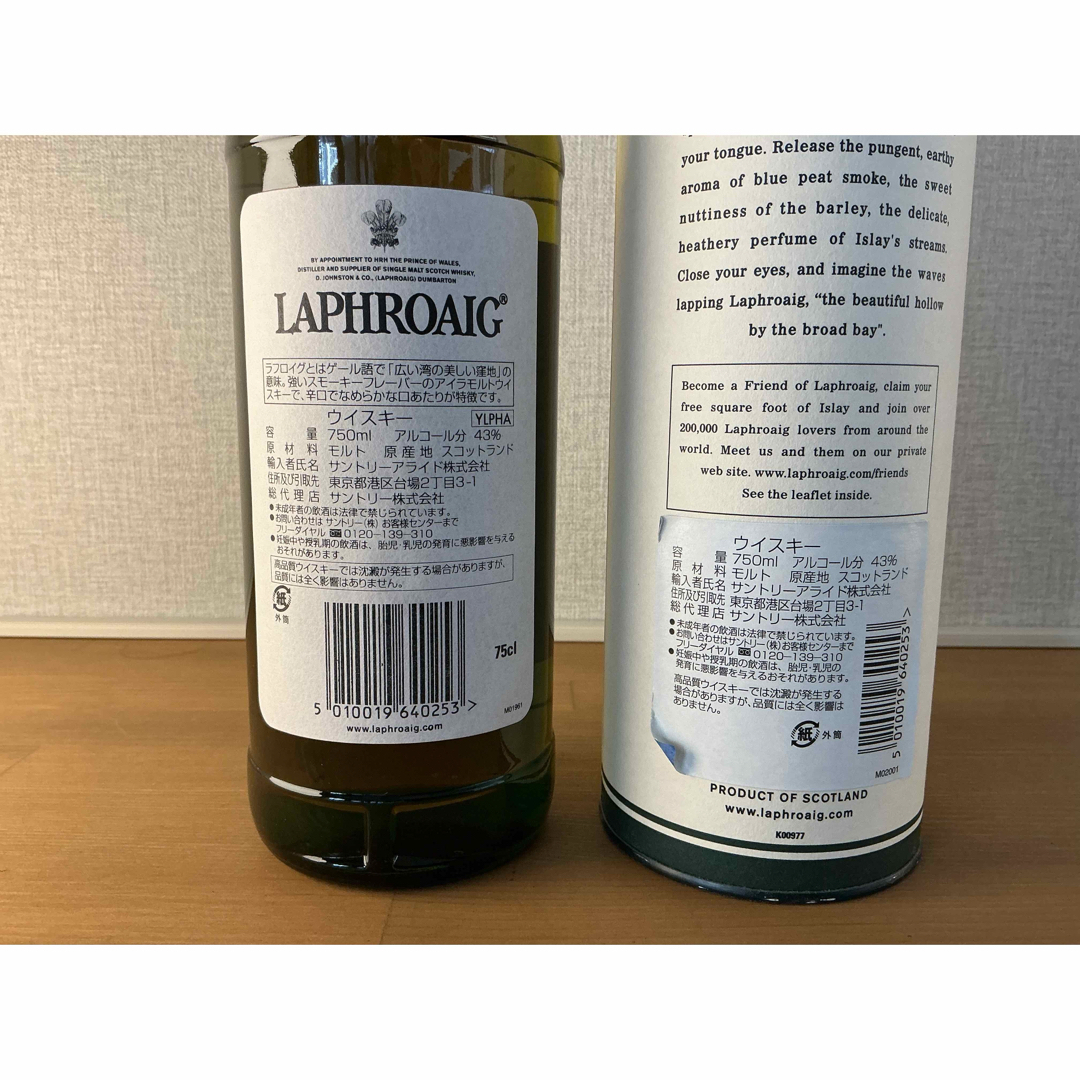 BY APPOINTMENT TO HRH THE PRINCE OF WALES,
DISTILLER AND SUPPLIER OF SINGLE MALT SCOTCH WHISKY,
D. JOHNSTON & CO., (LAPHROAIG) DUMBARTON
LAPHROAIG®
ラフロイグとはゲール語で「広い湾の美しい窪地」の
意味。強いスモーキーフレーバーのアイラモルトウイ
スキーで、辛口でなめらかな口あたりが特徴です。
ウイスキー YLPHA
容量 750ml アルコール分 43%
原材料 モルト 原産地 スコットランド
輸入者氏名 サントリーアライド株式会社
住所及び引取先 東京都港区台場2丁目3-1
総代理店 サントリー株式会社
●未成年者の飲酒は法律で禁じられています。
●お問い合わせは サントリー(株) お客様センターまで
フリーダイヤル 0120-139-310
●妊娠中や授乳期の飲酒は、胎児・乳児の発育に悪影響を与える
おそれがあります。
高品質ウイスキーでは沈澱が発生する場合がありますが、
品質には全く影響はありません。
紙
外筒
75cl
5 010019 640253 >
M01961
www.laphroaig.com
your tongue. Release the pungent, earthy
aroma of blue peat smoke, the sweet
nuttiness of the barley, the delicate,
heathery perfume of Islay's streams.
Close your eyes, and imagine the waves
lapping Laphroaig, “the beautiful hollow
by the broad bay".
Become a Friend of Laphroaig, claim your
free square foot of Islay and join over
200,000 Laphroaig lovers from around the
world. Meet us and them on our private
web site. www.laphroaig.com/friends
See the leaflet inside.
ウイスキー
容量 750ml アルコール分 43%
原材料 モルト 原産地 スコットランド
輸入者氏名 サントリーアライド株式会社
住所及び引取先 東京都港区台場2丁目3-1
総代理店 サントリー株式会社
●未成年者の飲酒は法律で禁じられています。
●お問い合わせはサントリー(株)お客様センターまで
フリーダイヤル 0120-139-310
●妊娠中や授乳期の飲酒は、胎児・乳児の
発育に悪影響を与えるおそれがあります。
高品質ウイスキーでは沈澱が発生する
場合がありますが、品質には全く影響は
ありません。
紙 外筒
5 010019 640253 >
M02001
PRODUCT OF SCOTLAND
www.laphroaig.com
K00977